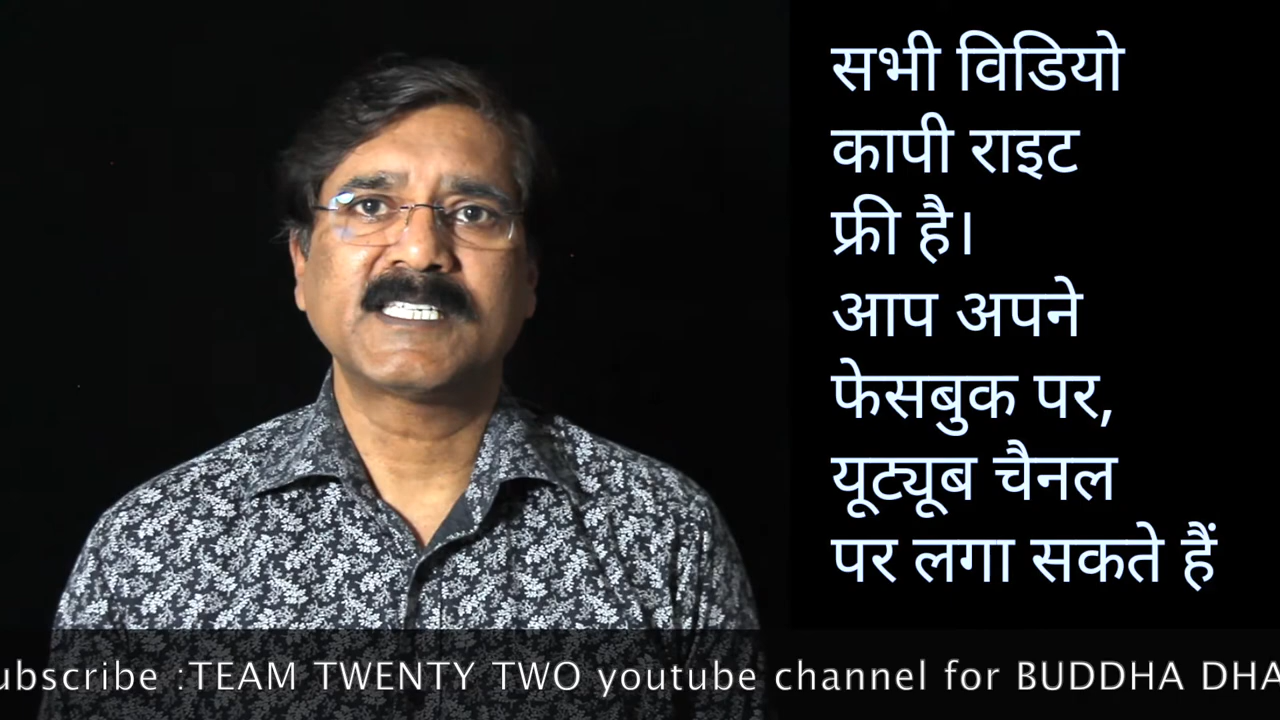 सभी विडियो
कापी राइट
फ्री है।
आप अपने
फेसबुक पर,
यूट्यूब चैनल
पर लगा सकते हैं
:TEAM TWENTY TWO youtube channel for BUDDHA